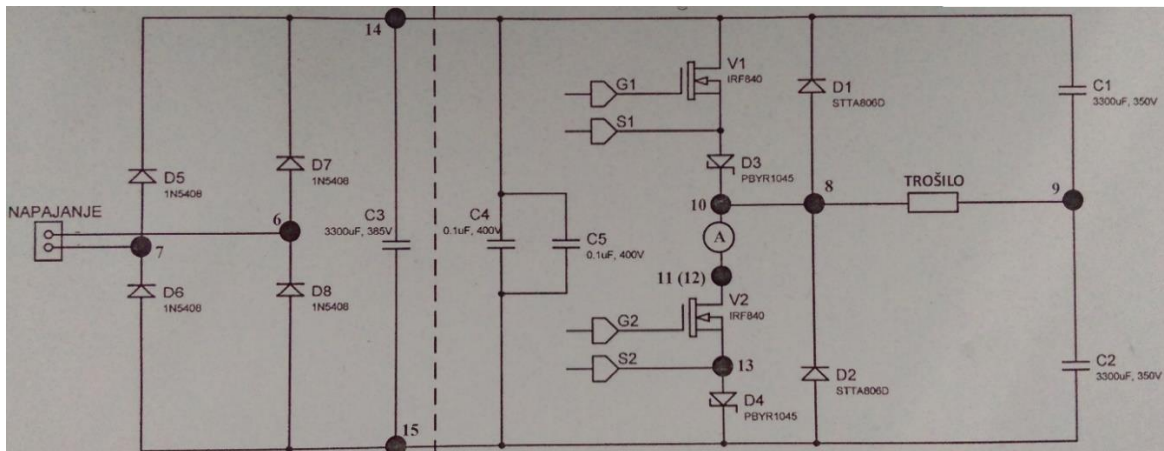 14
G1
V1
IRF840
S1
D1
STTA806D
C1
3300uF, 350V
D5
1N5408
D7
1N5408
D3
PBYR1045
NAPAJANJE
6
7
C3
3300uF, 385V
C4
0.1uF, 400V
C5
0.1uF, 400V
10
8
TROŠILO
9
A
11 (12)
D6
1N5408
D8
1N5408
G2
V2
IRF840
S2
13
D4
PBYR1045
D2
STTA806D
C2
3300uF, 350V
15